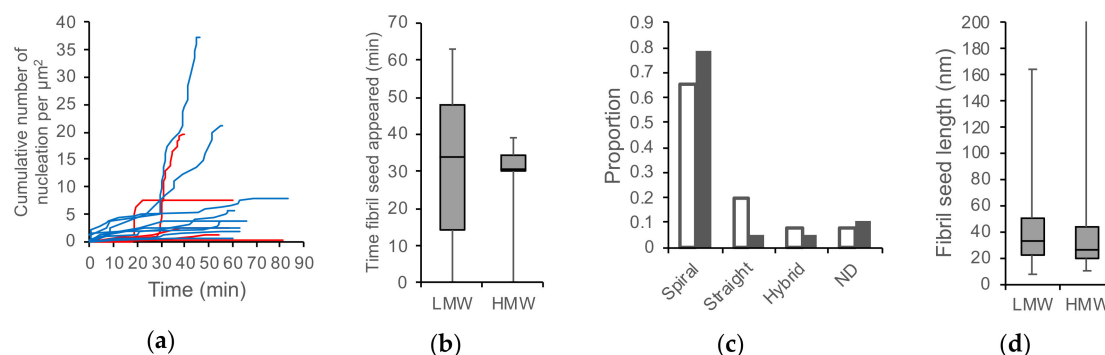 Cumulative number of
nucleation per µm²
40
35
30
25
20
15
10
5
0
0 10 20 30 40 50 60 70 80 90
Time (min)
(a)
Time fibril seed appeared (min)
70
60
50
40
30
20
10
0
LMW HMW
(b)
Proportion
0.9
0.8
0.7
0.6
0.5
0.4
0.3
0.2
0.1
0
Spiral
Straight
Hybrid
ND
(c)
Fibril seed length (nm)
200
180
160
140
120
100
80
60
40
20
0
LMW HMW
(d)